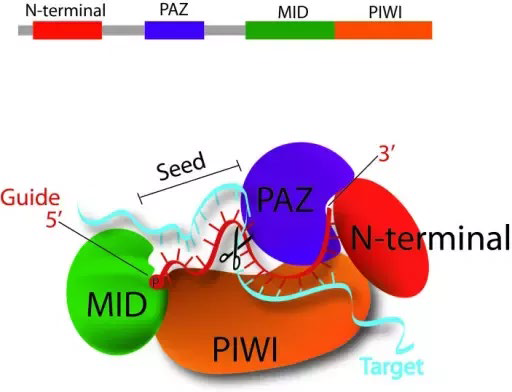 N-terminal PAZ MID PIWI
Seed
3’
Guide
5’
PAZ
N-terminal
P
MID
PIWI
Target